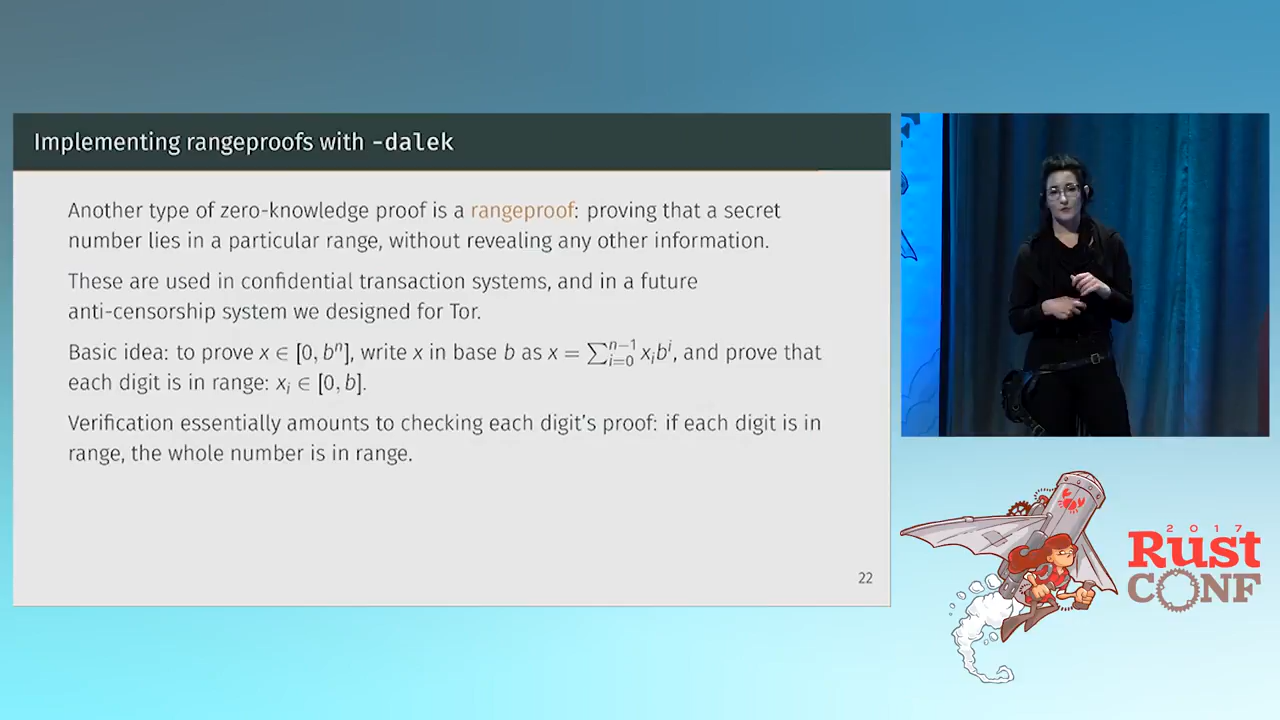 Implementing rangeproofs with -dalek
Another type of zero-knowledge proof is a rangeproof: proving that a secret
number lies in a particular range, without revealing any other information.
These are used in confidential transaction systems, and in a future
anti-censorship system we designed for Tor.
Basic idea: to prove x ∈ [0, bⁿ], write x in base b as x = ∑ⁿ⁻¹ᵢ₌₀ xᵢbⁱ, and prove that
each digit is in range: xᵢ ∈ [0, b].
Verification essentially amounts to checking each digit's proof: if each digit is in
range, the whole number is in range.
22
2017
Rust
CONF